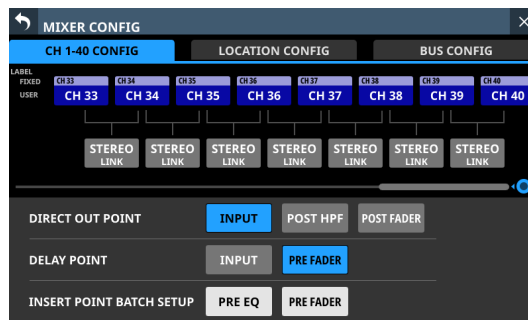 MIXER CONFIG
CH 1-40 CONFIG LOCATION CONFIG BUS CONFIG
LABEL
FIXED CH 33 CH 34 CH 35 CH 36 CH 37 CH 38 CH 39 CH 40
USER CH 33 CH 34 CH 35 CH 36 CH 37 CH 38 CH 39 CH 40
STEREO STEREO STEREO STEREO STEREO STEREO STEREO
LINK LINK LINK LINK LINK LINK LINK
DIRECT OUT POINT INPUT POST HPF POST FADER
DELAY POINT INPUT PRE FADER
INSERT POINT BATCH SETUP PRE EQ PRE FADER